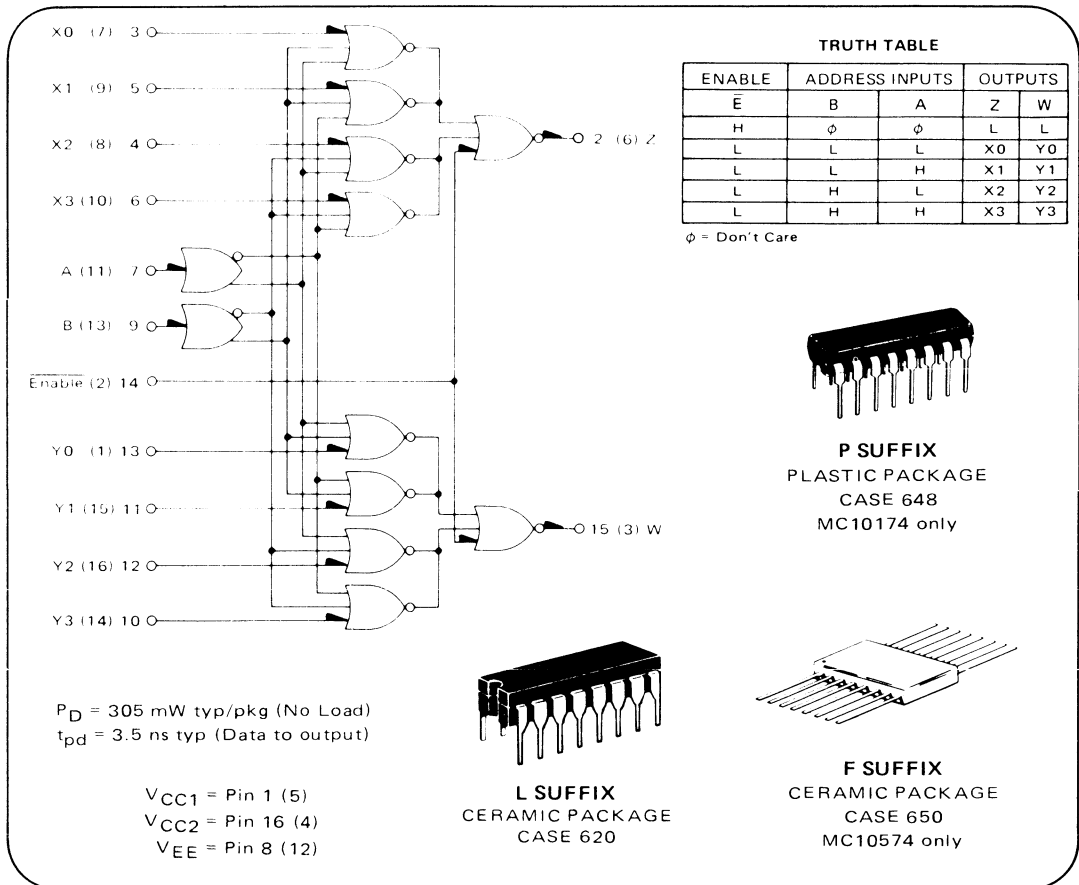 X0 (7) 3
X1 (9) 5
X2 (8) 4
X3 (10) 6
A (11) 7
B (13) 9
Enable (2) 14
Y0 (1) 13
Y1 (15) 11
Y2 (16) 12
Y3 (14) 10
2 (6) Z
15 (3) W
TRUTH TABLE
ENABLE ADDRESS INPUTS OUTPUTS
E̅ B A Z W
H ϕ ϕ L L
L L L X0 Y0
L L H X1 Y1
L H L X2 Y2
L H H X3 Y3
ϕ = Don't Care
P SUFFIX
PLASTIC PACKAGE
CASE 648
MC10174 only
PD = 305 mW typ/pkg (No Load)
tpd = 3.5 ns typ (Data to output)
VCC1 = Pin 1 (5)
VCC2 = Pin 16 (4)
VEE = Pin 8 (12)
L SUFFIX
CERAMIC PACKAGE
CASE 620
F SUFFIX
CERAMIC PACKAGE
CASE 650
MC10574 only